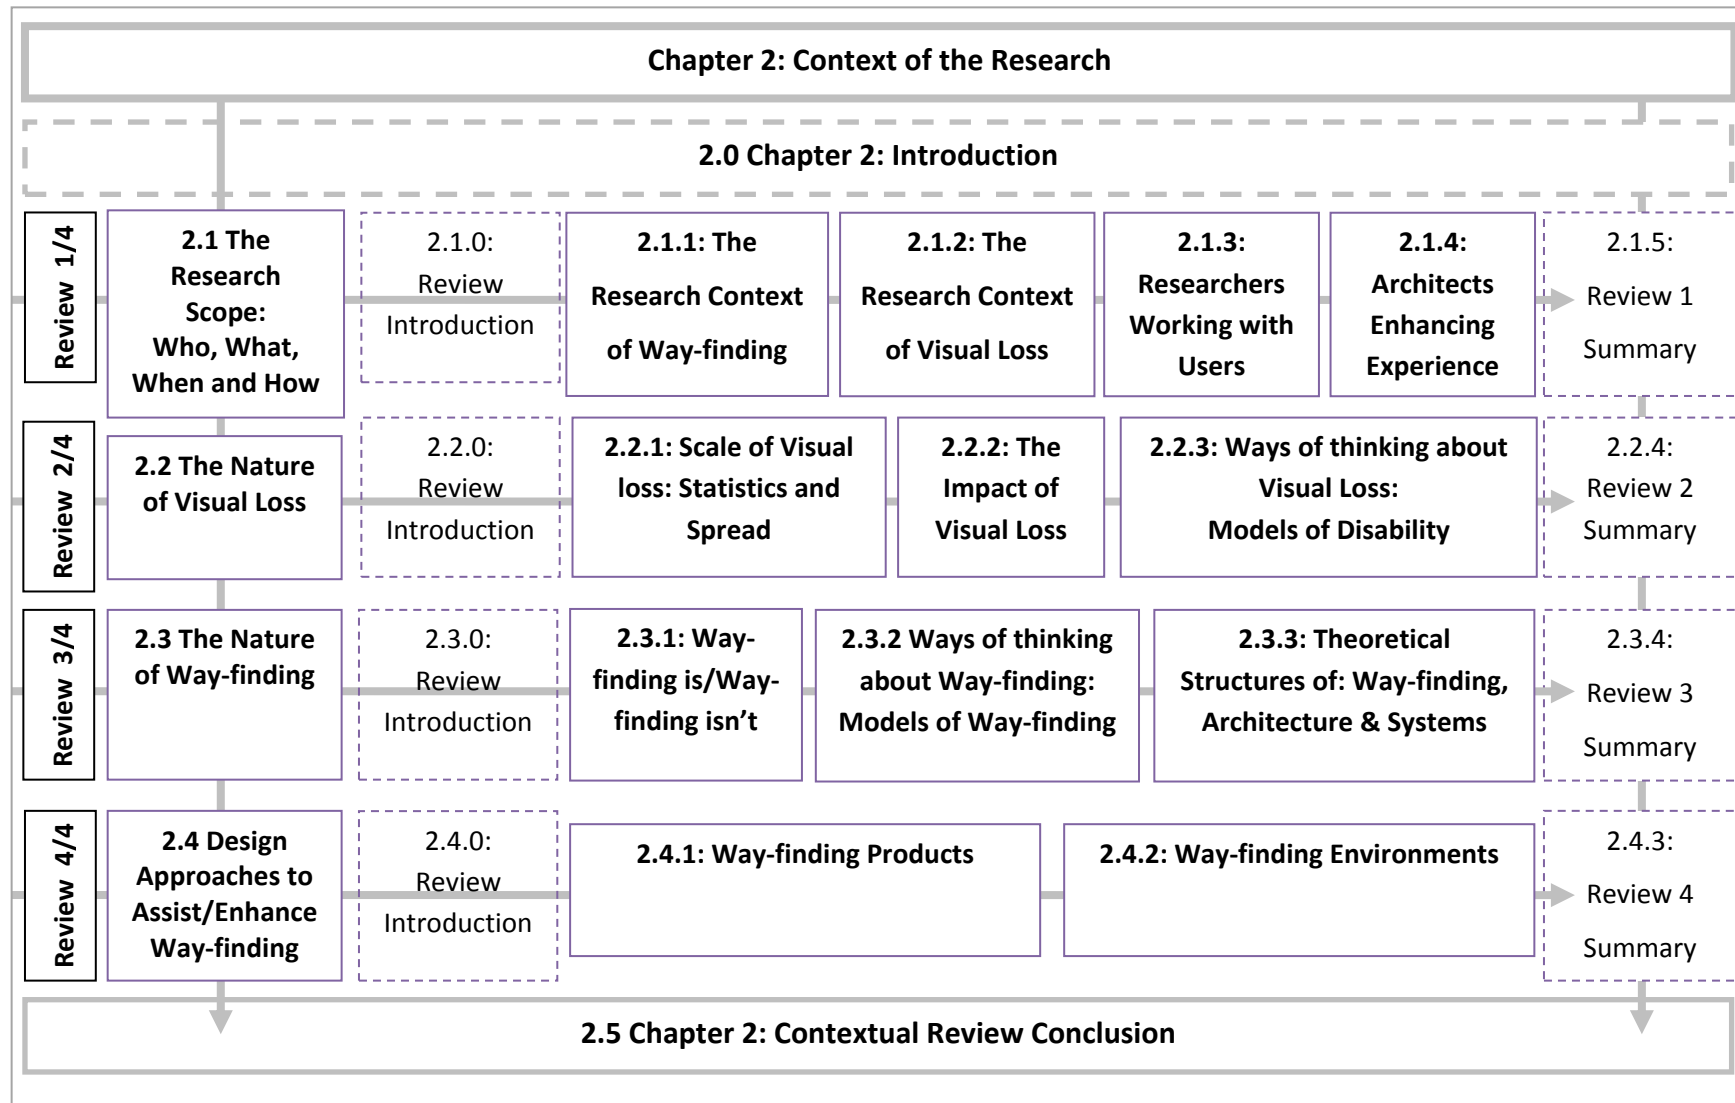 Chapter 2: Context of the Research
2.0 Chapter 2: Introduction
Review 1/4
2.1 The
Research
Scope:
Who, What,
When and How
2.1.0:
Review
Introduction
2.1.1: The
Research Context
of Way-finding
2.1.2: The
Research Context
of Visual Loss
2.1.3:
Researchers
Working with
Users
2.1.4:
Architects
Enhancing
Experience
2.1.5:
Review 1
Summary
Review 2/4
2.2 The Nature
of Visual Loss
2.2.0:
Review
Introduction
2.2.1: Scale of Visual
loss: Statistics and
Spread
2.2.2: The
Impact of
Visual Loss
2.2.3: Ways of thinking about
Visual Loss:
Models of Disability
2.2.4:
Review 2
Summary
Review 3/4
2.3 The Nature
of Way-finding
2.3.0:
Review
Introduction
2.3.1: Way-
finding is/Way-
finding isn’t
2.3.2 Ways of thinking
about Way-finding:
Models of Way-finding
2.3.3: Theoretical
Structures of: Way-finding,
Architecture & Systems
2.3.4:
Review 3
Summary
Review 4/4
2.4 Design
Approaches to
Assist/Enhance
Way-finding
2.4.0:
Review
Introduction
2.4.1: Way-finding Products
2.4.2: Way-finding Environments
2.4.3:
Review 4
Summary
2.5 Chapter 2: Contextual Review Conclusion